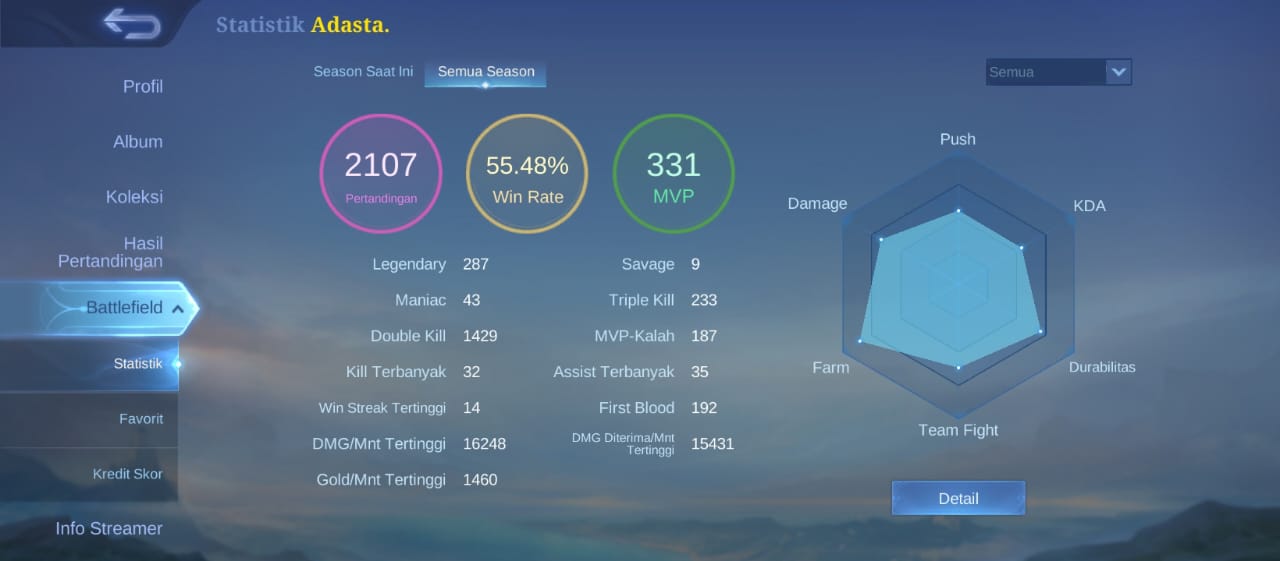 Statistik Adasta.
Season Saat Ini
Semua Season
Semua
Profil
Album
Koleksi
Hasil
Pertandingan
Battlefield
Statistik
Favorit
Kredit Skor
Info Streamer
2107
Pertandingan
55.48%
Win Rate
331
MVP
Legendary 287
Savage 9
Maniac 43
Triple Kill 233
Double Kill 1429
MVP-Kalah 187
Kill Terbanyak 32
Assist Terbanyak 35
Win Streak Tertinggi 14
First Blood 192
DMG/Mnt Tertinggi 16248
DMG Diterima/Mnt
Tertinggi 15431
Gold/Mnt Tertinggi 1460
Push
Damage
KDA
Farm
Durabilitas
Team Fight
Detail